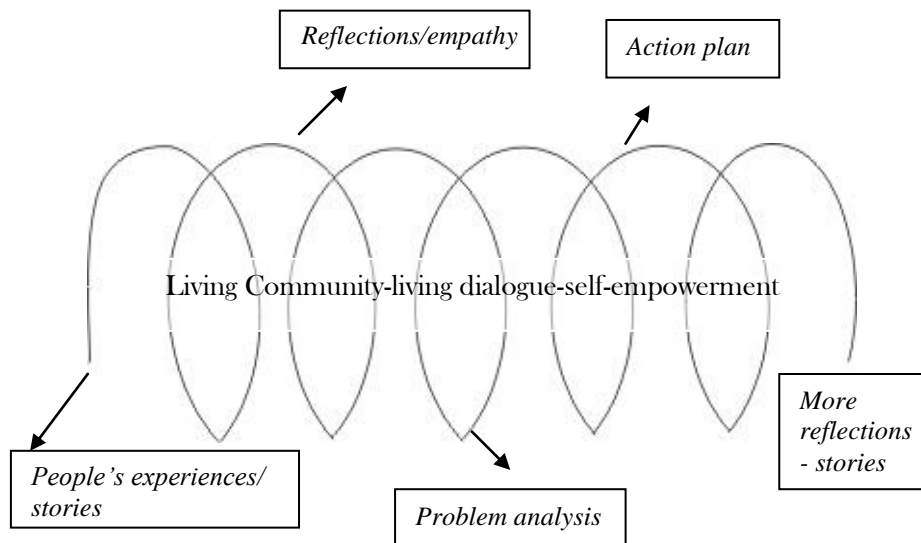 Reflections/empathy
Action plan
Living Community-living dialogue-self-empowerment
People’s experiences/
stories
Problem analysis
More
reflections
- stories